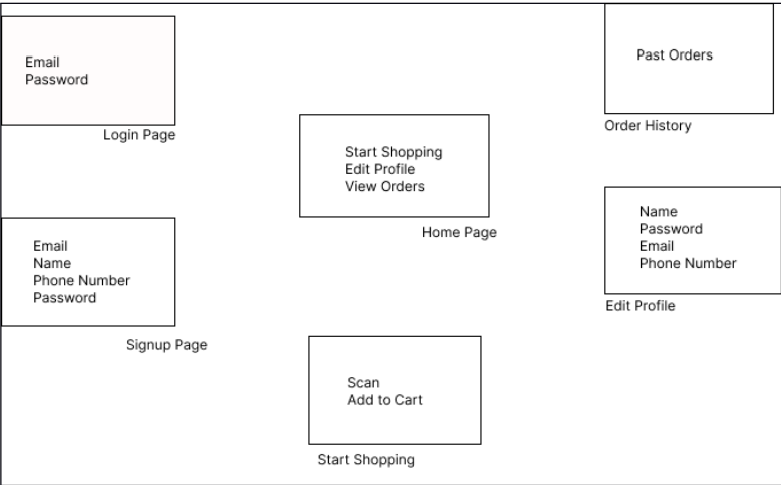 Email
Password
Login Page
Email
Name
Phone Number
Password
Signup Page
Start Shopping
Edit Profile
View Orders
Home Page
Scan
Add to Cart
Start Shopping
Past Orders
Order History
Name
Password
Email
Phone Number
Edit Profile